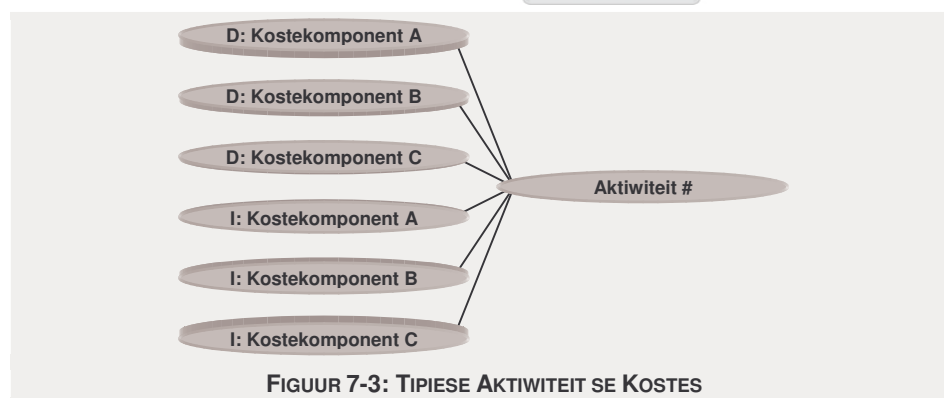 D: Kostekomponent A
D: Kostekomponent B
D: Kostekomponent C
Aktiwiteit #
I: Kostekomponent A
I: Kostekomponent B
I: Kostekomponent C
FIGUUR 7-3: TIPIESE AKTIWITEIT SE KOSTES